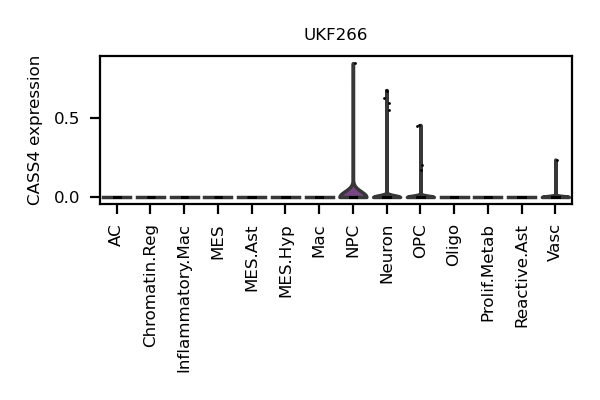 UKF266
CASS4 expression
0.5
0.0
AC
Chromatin.Reg
Inflammatory.Mac
MES
MES.Ast
MES.Hyp
Mac
NPC
Neuron
OPC
Oligo
Prolif.Metab
Reactive.Ast
Vasc